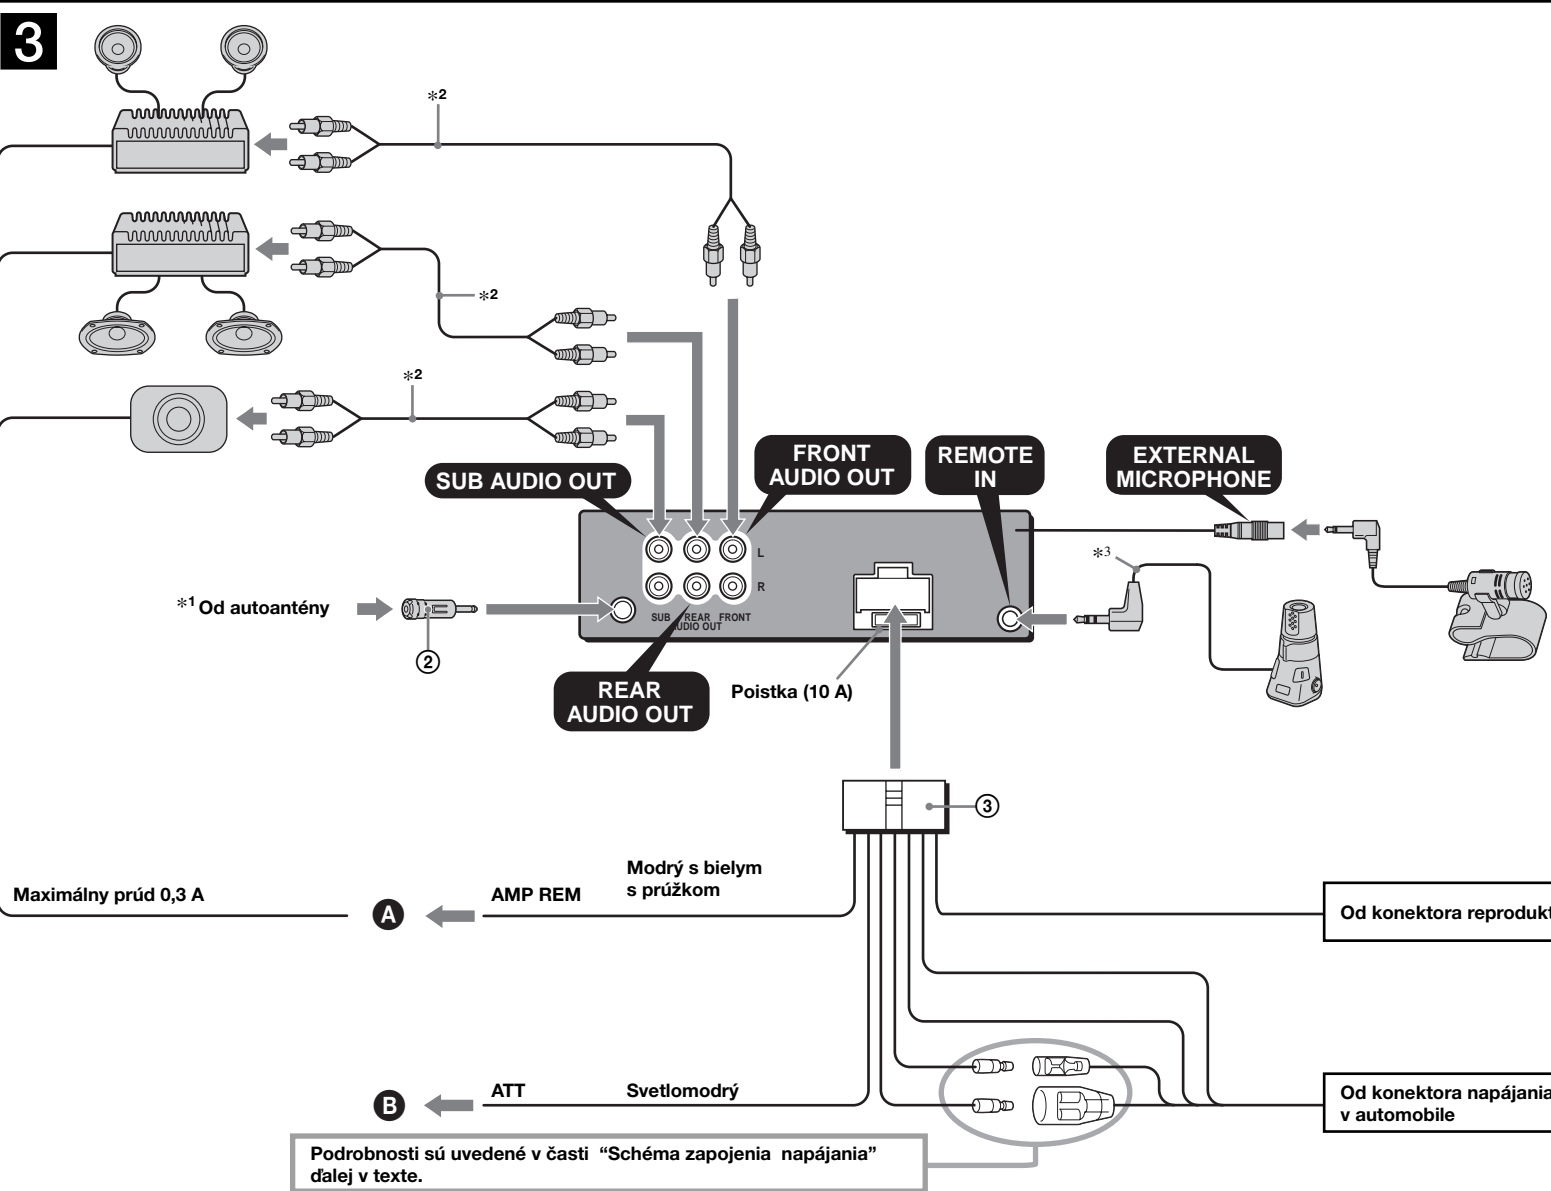 3
*2
*2
*2
SUB AUDIO OUT
FRONT
AUDIO OUT
REMOTE
IN
EXTERNAL
MICROPHONE
*3
L
R
*1 Od autoantény
SUB REAR FRONT
AUDIO OUT
2
REAR
AUDIO OUT
Poistka (10 A)
3
Modrý s bielym
s prúžkom
Maximálny prúd 0,3 A
A
AMP REM
Od konektora reprodukt
B
ATT
Svetlomodrý
Od konektora napájania
v automobile
Podrobnosti sú uvedené v časti “Schéma zapojenia napájania”
ďalej v texte.